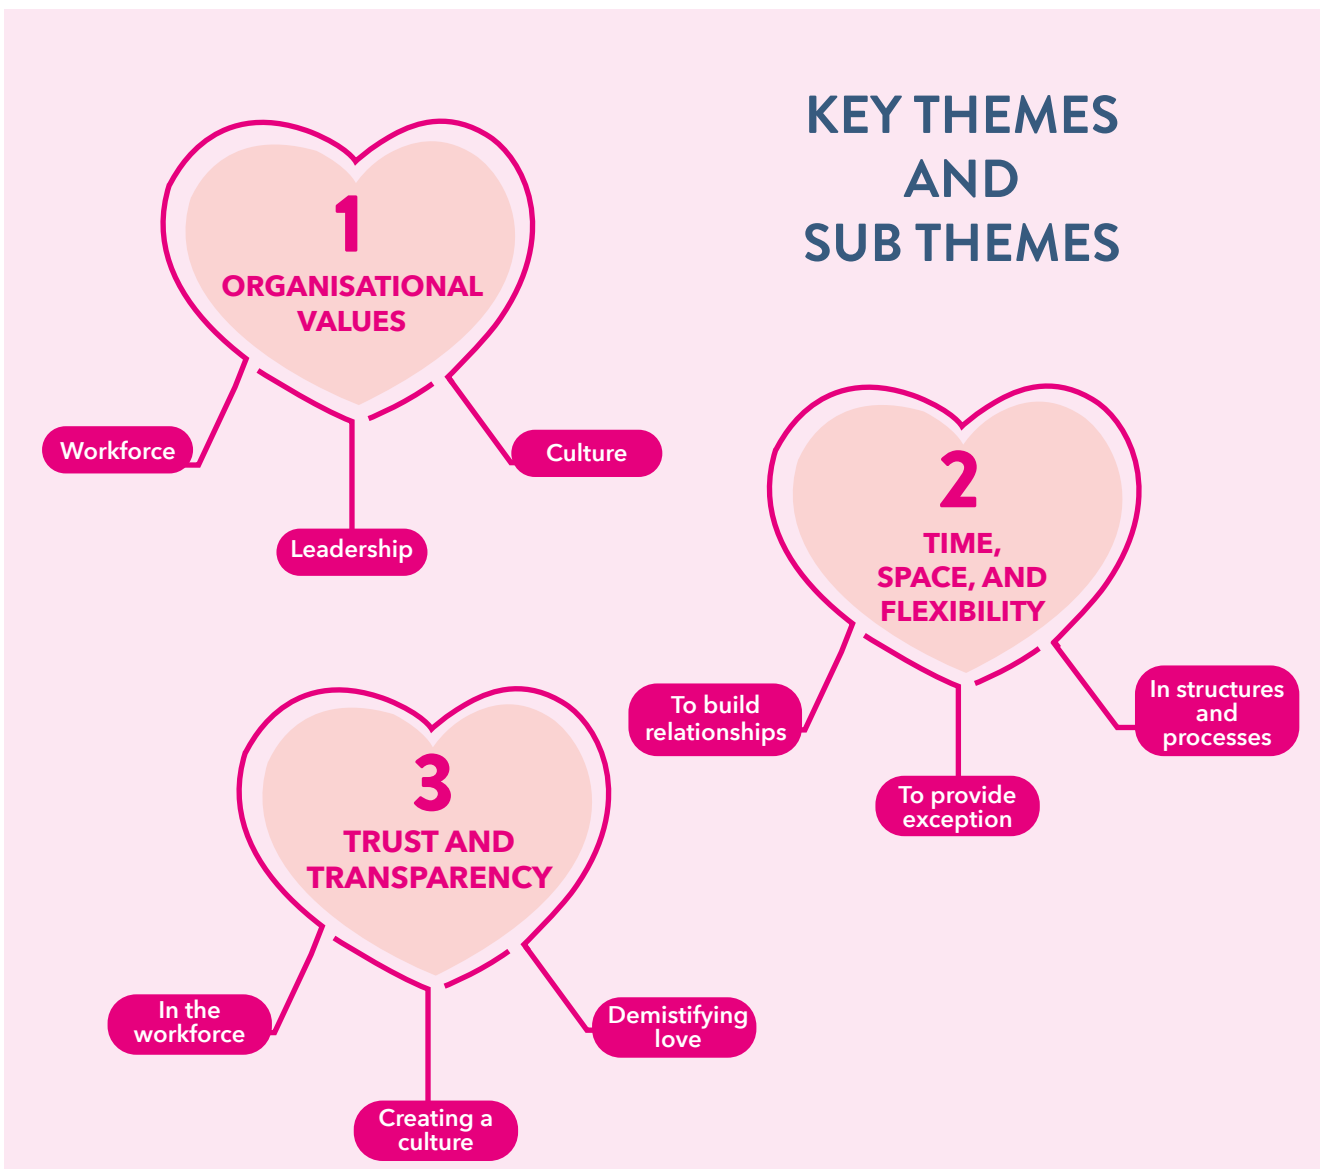 KEY THEMES
AND
SUB THEMES
1
ORGANISATIONAL
VALUES
Workforce
Leadership
Culture
2
TIME,
SPACE, AND
FLEXIBILITY
To build
relationships
To provide
exception
In structures
and
processes
3
TRUST AND
TRANSPARENCY
In the
workforce
Creating a
culture
Demistifying
love